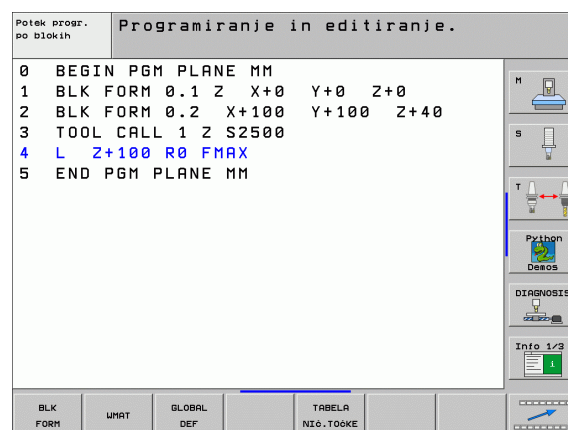 Potek progr.
po blokih
Programiranje in editiranje.
0 BEGIN PGM PLANE MM
1 BLK FORM 0.1 Z X+0 Y+0 Z+0
2 BLK FORM 0.2 X+100 Y+100 Z+40
3 TOOL CALL 1 Z S2500
4 L Z+100 R0 FMAX
5 END PGM PLANE MM
M
S
T
Python
Demos
DIAGNOSIS
Info 1/3
i
BLK
FORM
WMAT
GLOBAL
DEF
TABELA
NIč.TOčKE